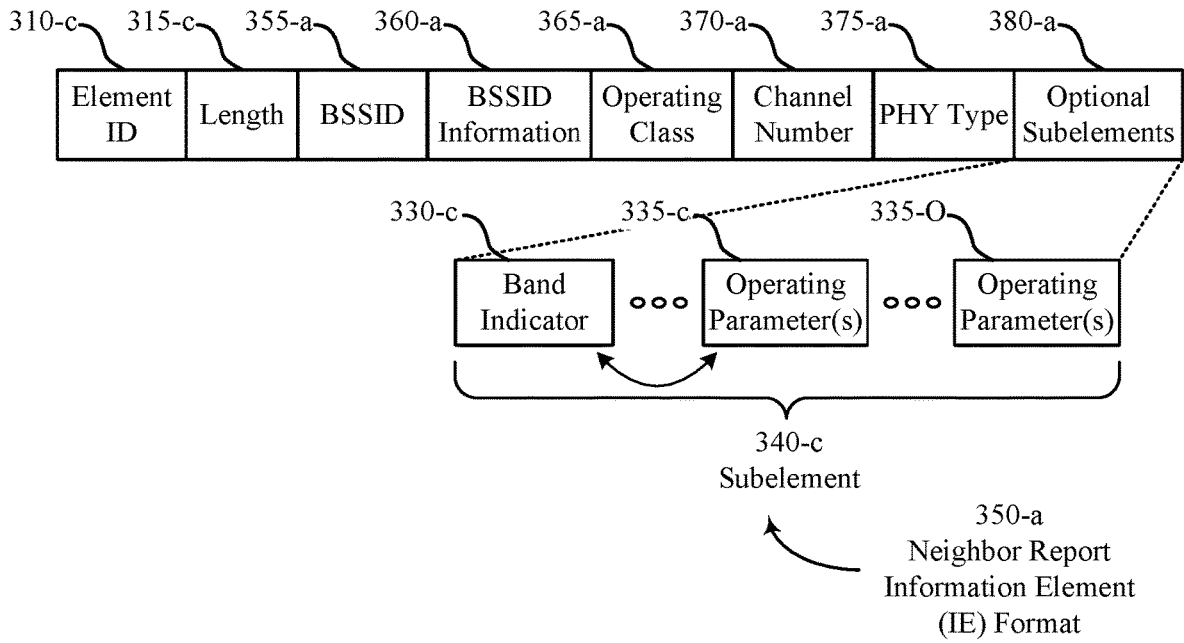 310-c 315-c 355-a 360-a 365-a 370-a 375-a 380-a
Element ID
Length
BSSID
BSSID Information
Operating Class
Channel Number
PHY Type
Optional Subelements
330-c 335-c 335-O
Band Indicator
Operating Parameter(s)
Operating Parameter(s)
340-c
Subelement
350-a
Neighbor Report
Information Element
(IE) Format